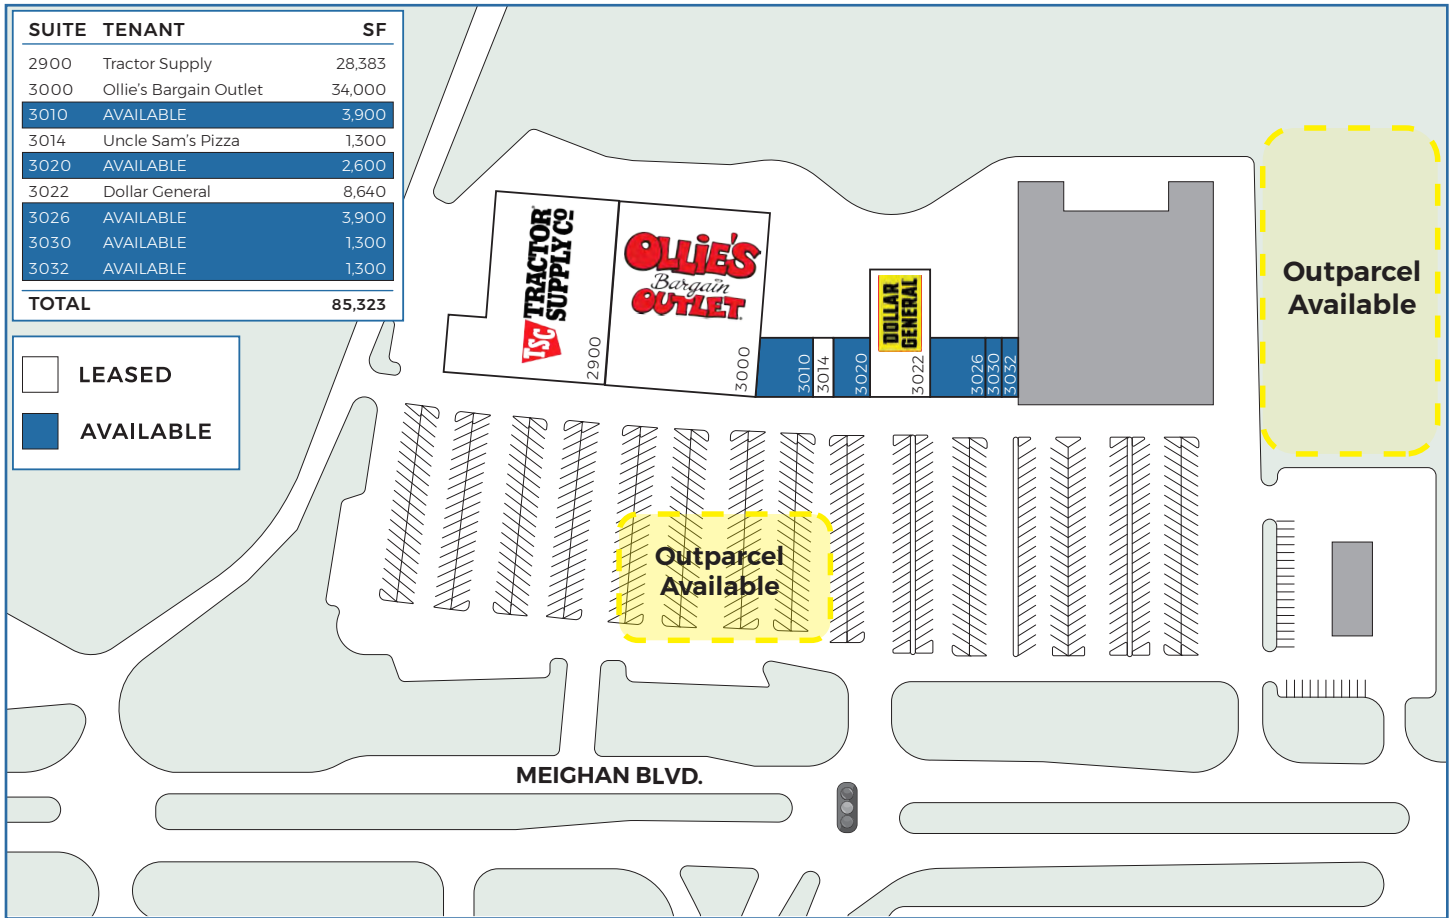 SUITE TENANT SF
2900 Tractor Supply 28,383
3000 Ollie's Bargain Outlet 34,000
3010 AVAILABLE 3,900
3014 Uncle Sam's Pizza 1,300
3020 AVAILABLE 2,600
3022 Dollar General 8,640
3026 AVAILABLE 3,900
3030 AVAILABLE 1,300
3032 AVAILABLE 1,300
TOTAL 85,323
LEASED
AVAILABLE
TSC TRACTOR
SUPPLY CO
2900
OLLIE'S
Bargain
OUTLET
3000
3010
3014
3020
DOLLAR
GENERAL
3022
3026
3030
3032
Outparcel
Available
Outparcel
Available
MEIGHAN BLVD.